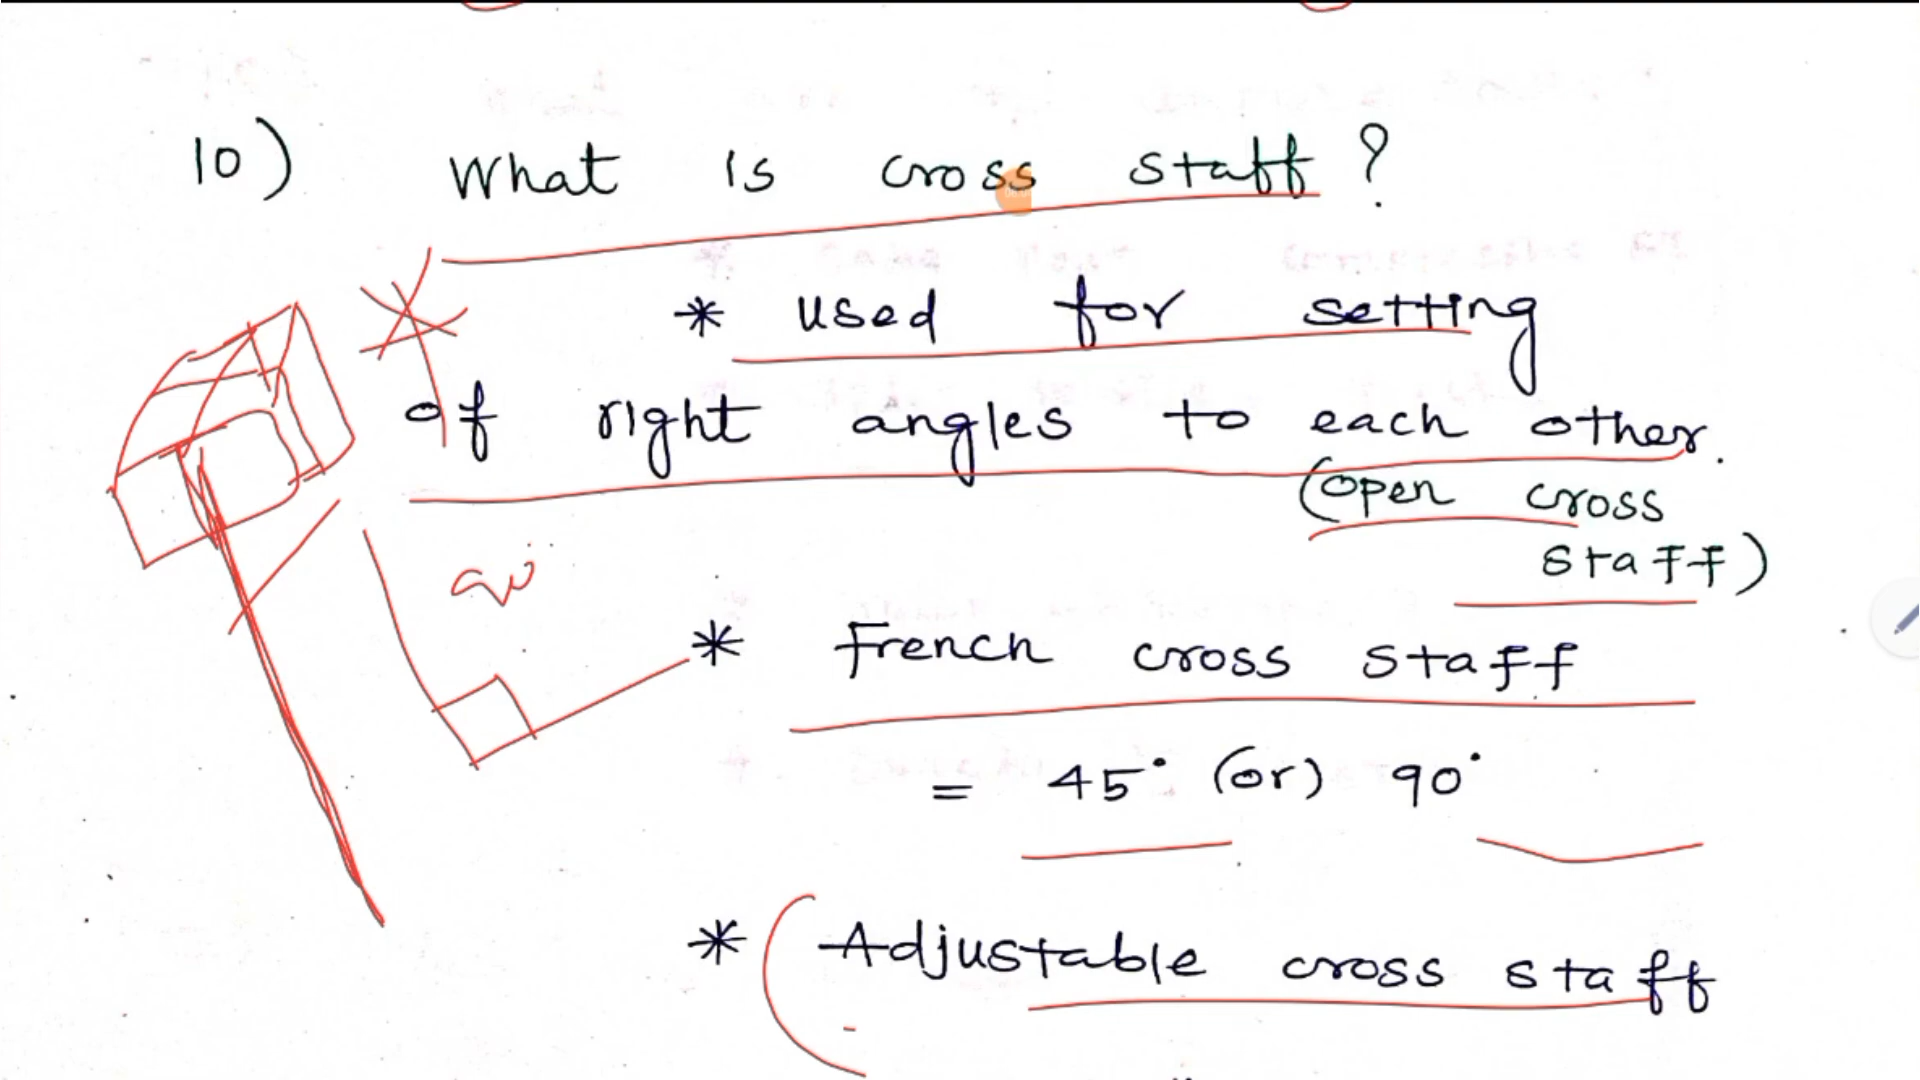 10) What is cross staff?
* used for setting
of right angles to each other.
(open cross
staff)
* French cross staff
= 45° (or) 90°
* Adjustable cross staff